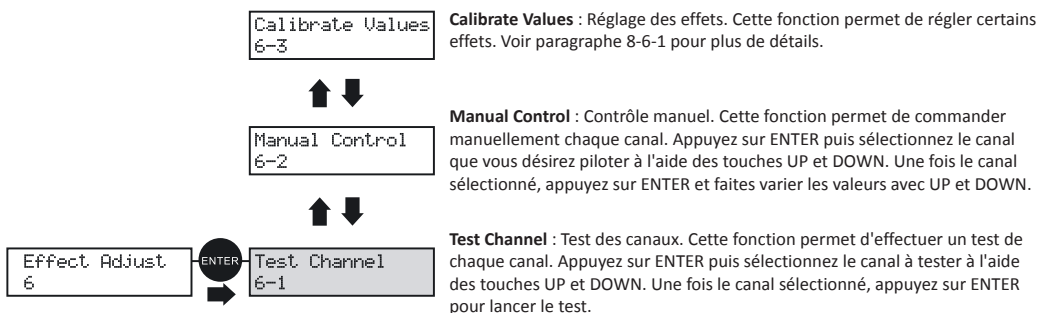 Calibrate Values
6-3
Calibrate Values : Réglage des effets. Cette fonction permet de régler certains
effets. Voir paragraphe 8-6-1 pour plus de détails.
Manual Control
6-2
Manual Control : Contrôle manuel. Cette fonction permet de commander
manuellement chaque canal. Appuyez sur ENTER puis sélectionnez le canal
que vous désirez piloter à l'aide des touches UP et DOWN. Une fois le canal
sélectionné, appuyez sur ENTER et faites varier les valeurs avec UP et DOWN.
Effect Adjust
6
ENTER
Test Channel
6-1
Test Channel : Test des canaux. Cette fonction permet d'effectuer un test de
chaque canal. Appuyez sur ENTER puis sélectionnez le canal à tester à l'aide
des touches UP et DOWN. Une fois le canal sélectionné, appuyez sur ENTER
pour lancer le test.